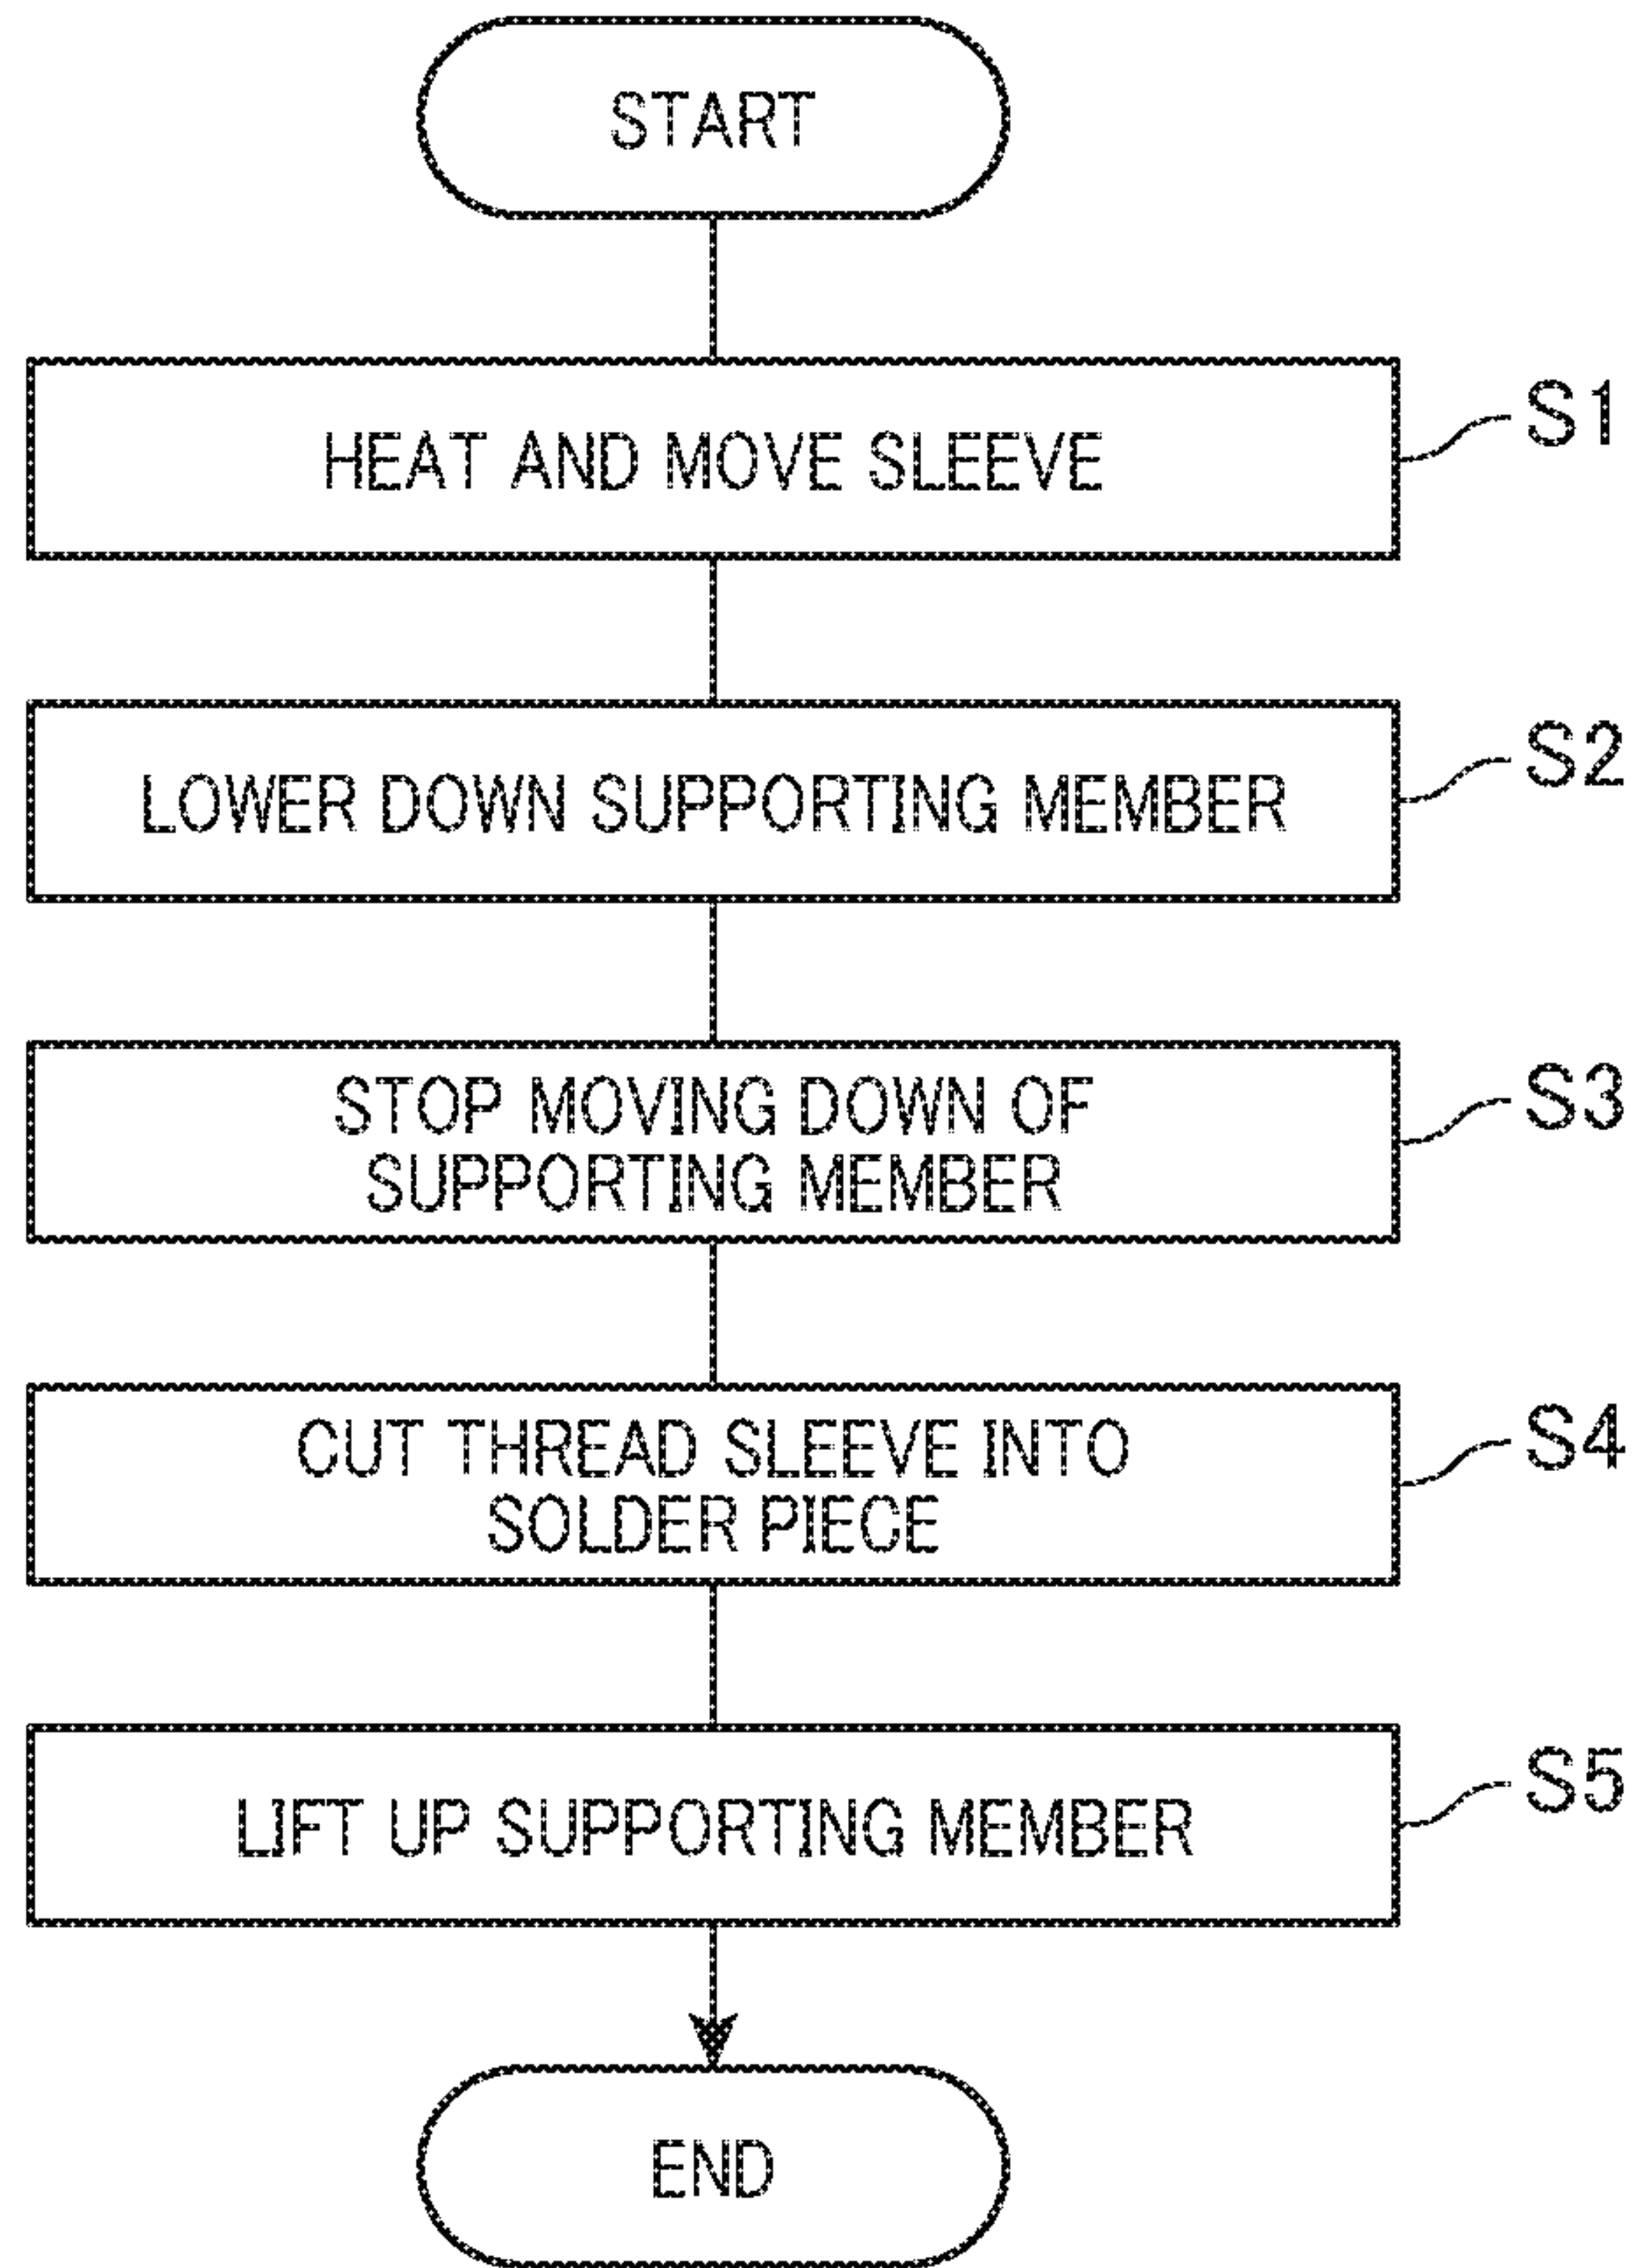 START
HEAT AND MOVE SLEEVE
S1
LOWER DOWN SUPPORTING MEMBER
S2
STOP MOVING DOWN OF
SUPPORTING MEMBER
S3
CUT THREAD SLEEVE INTO
SOLDER PIECE
S4
LIFT UP SUPPORTING MEMBER
S5
END